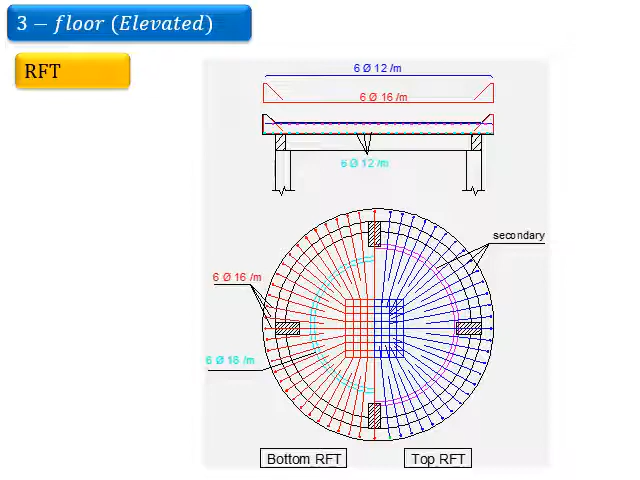 3 – floor (Elevated)
RFT
6 Ø 12 /m
6 Ø 16 /m
6 Ø 12 /m
secondary
6 Ø 16 /m
6 Ø 18 /m
Bottom RFT
Top RFT